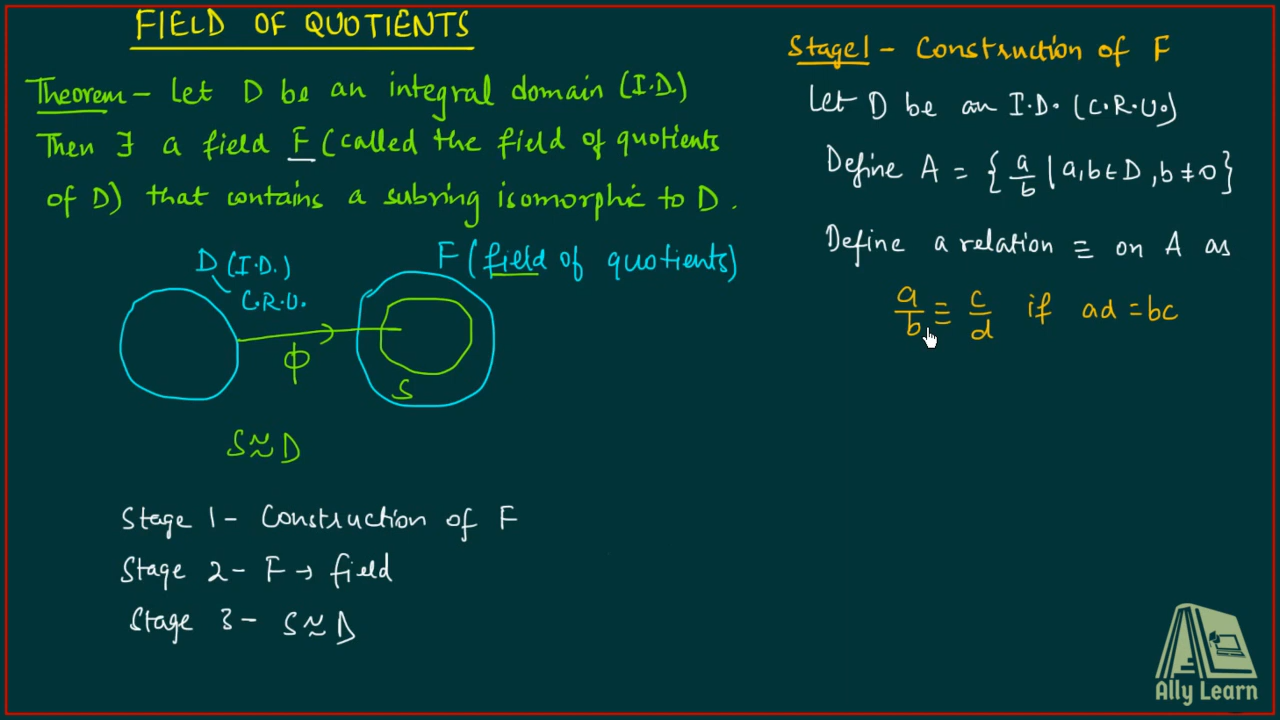 FIELD OF QUOTIENTS
Theorem - Let D be an integral domain (I.D.)
Then ∃ a field F (called the field of quotients
of D) that contains a subring isomorphic to D.
D (I.D.)
C.R.U.
F (field of quotients)
ϕ
S
S ≈ D
Stage 1 - Construction of F
Stage 2 - F → field
Stage 3 - S ≈ D
Stage 1 - Construction of F
Let D be an I.D. (C.R.U.)
Define A = { a/b | a, b ∈ D, b ≠ 0 }
Define a relation ≡ on A as
a/b ≡ c/d if ad = bc
Ally Learn